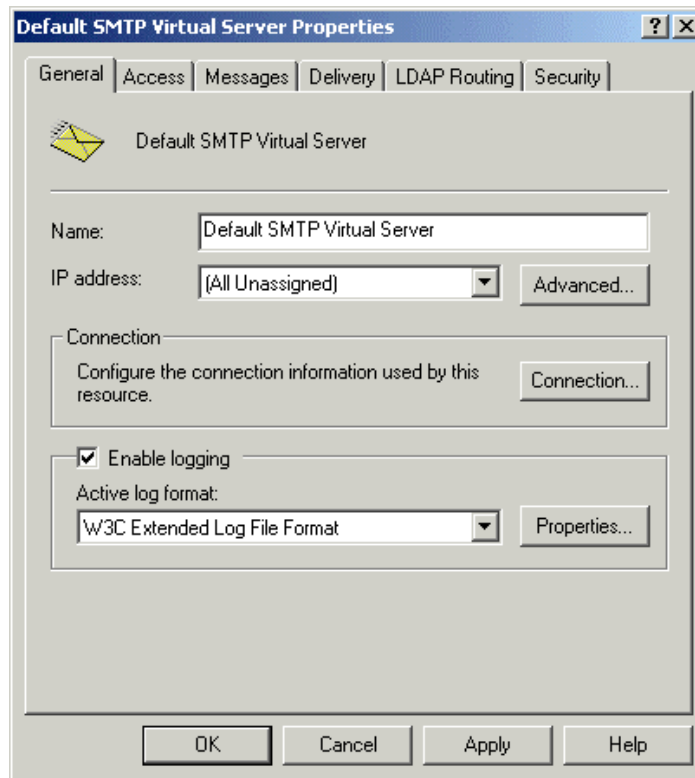 Default SMTP Virtual Server Properties
General Access Messages Delivery LDAP Routing Security
Default SMTP Virtual Server
Name: Default SMTP Virtual Server
IP address: (All Unassigned) Advanced...
Connection
Configure the connection information used by this
resource.
Connection...
Enable logging
Active log format:
W3C Extended Log File Format Properties...
OK Cancel Apply Help